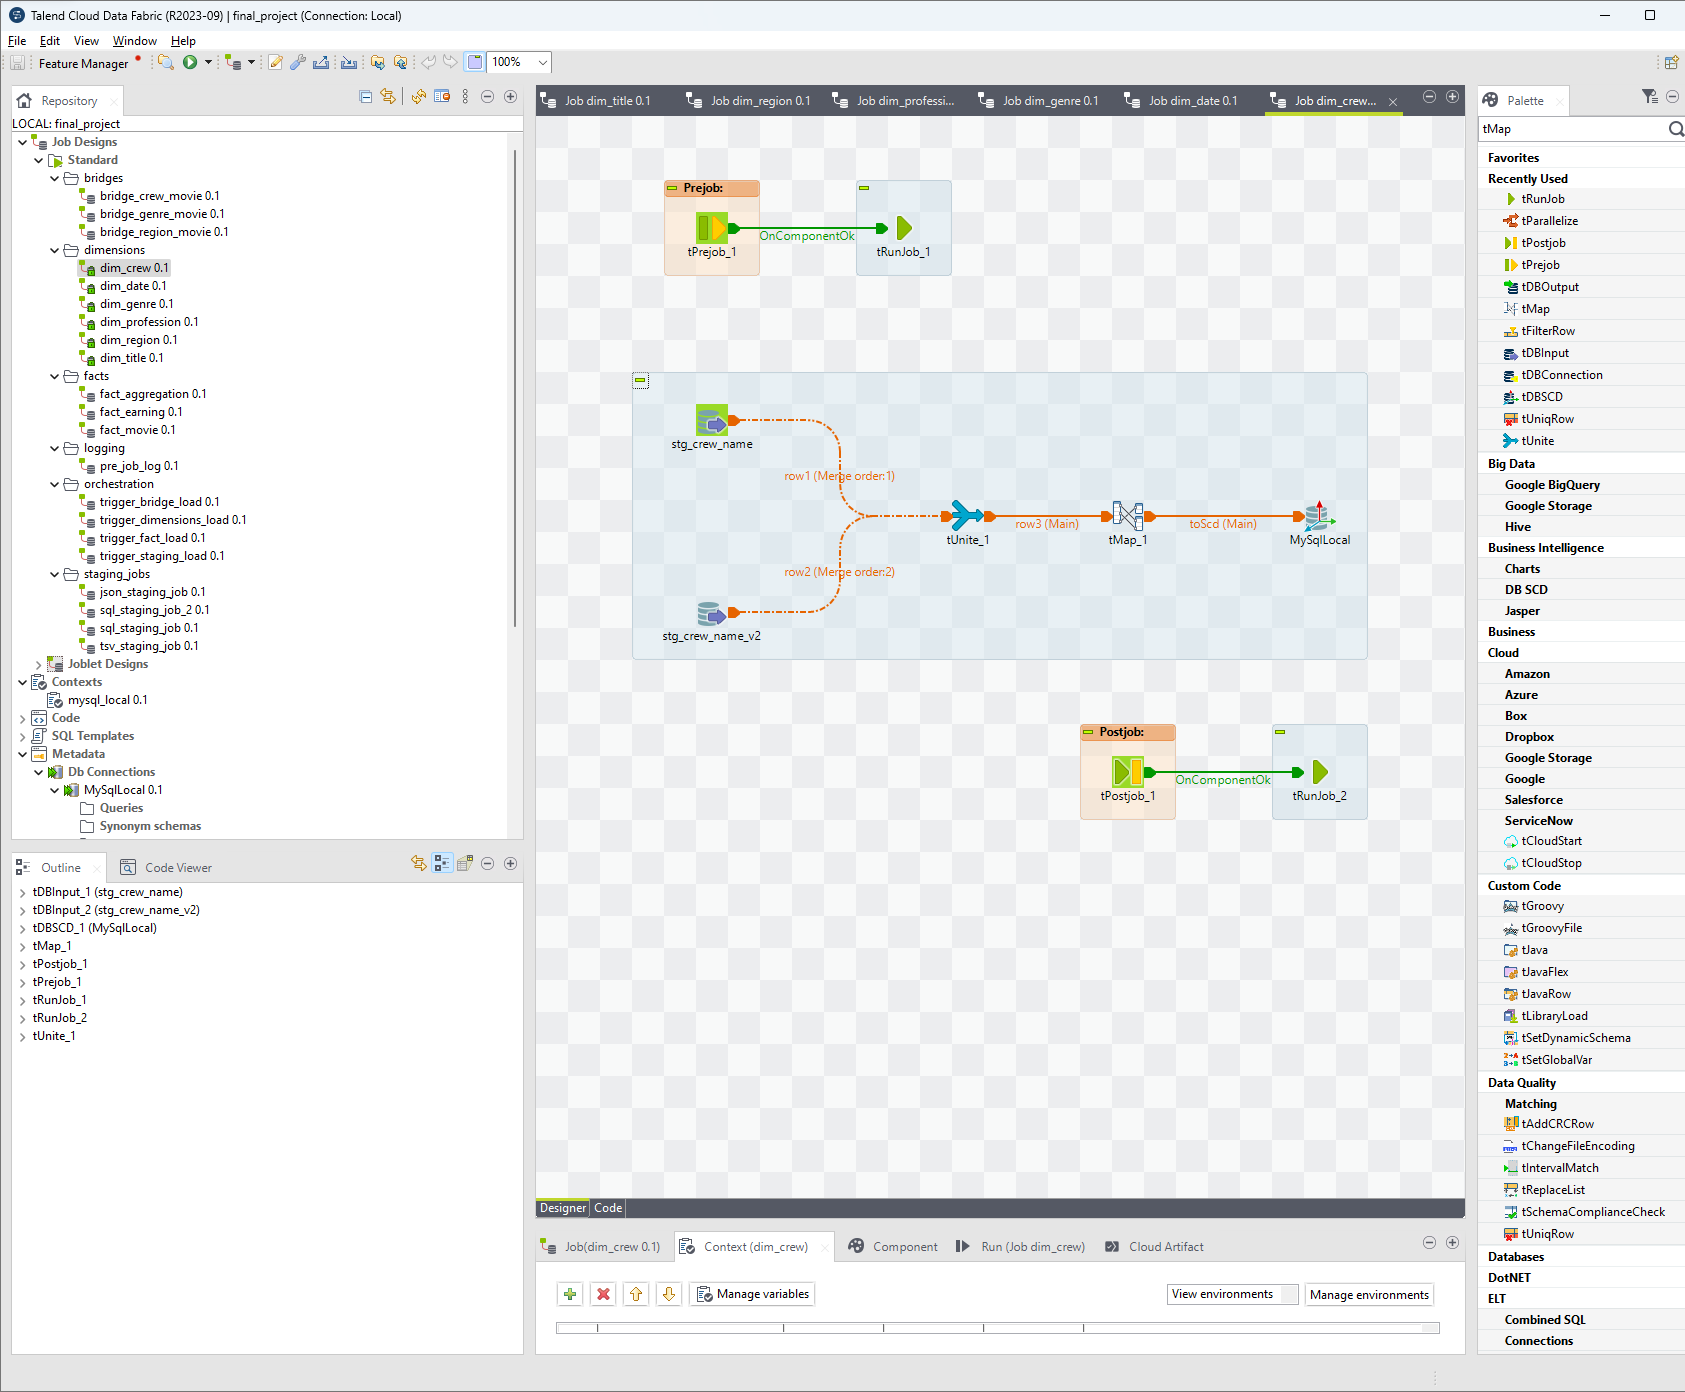 Talend Cloud Data Fabric (R2023-09) | final_project (Connection: Local)
File Edit View Window Help
Feature Manager
100%
Repository
LOCAL: final_project
Job Designs
Standard
bridges
bridge_crew_movie 0.1
bridge_genre_movie 0.1
bridge_region_movie 0.1
dimensions
dim_crew 0.1
dim_date 0.1
dim_genre 0.1
dim_profession 0.1
dim_region 0.1
dim_title 0.1
facts
fact_aggregation 0.1
fact_earning 0.1
fact_movie 0.1
logging
pre_job_log 0.1
orchestration
trigger_bridge_load 0.1
trigger_dimensions_load 0.1
trigger_fact_load 0.1
trigger_staging_load 0.1
staging_jobs
json_staging_job 0.1
sql_staging_job_2 0.1
sql_staging_job 0.1
tsv_staging_job 0.1
Joblet Designs
Contexts
mysql_local 0.1
Code
SQL Templates
Metadata
Db Connections
MySqlLocal 0.1
Queries
Synonym schemas
Outline Code Viewer
tDBInput_1 (stg_crew_name)
tDBInput_2 (stg_crew_name_v2)
tDBSCD_1 (MySqlLocal)
tMap_1
tPostjob_1
tPrejob_1
tRunJob_1
tRunJob_2
tUnite_1
Job dim_title 0.1 Job dim_region 0.1 Job dim_professi... Job dim_genre 0.1 Job dim_date 0.1 Job dim_crew...
Prejob:
OnComponentOk
tPrejob_1 tRunJob_1
stg_crew_name
row1 (Merge order:1)
row3 (Main) toScd (Main)
tUnite_1 tMap_1 MySqlLocal
row2 (Merge order:2)
stg_crew_name_v2
Postjob:
OnComponentOk
tPostjob_1 tRunJob_2
Designer Code
Job(dim_crew 0.1) Context (dim_crew) Component Run (Job dim_crew) Cloud Artifact
Manage variables View environments Manage environments
Palette
tMap
Favorites
Recently Used
tRunJob
tParallelize
tPostjob
tPrejob
tDBOutput
tMap
tFilterRow
tDBInput
tDBConnection
tDBSCD
tUniqRow
tUnite
Big Data
Google BigQuery
Google Storage
Hive
Business Intelligence
Charts
DB SCD
Jasper
Business
Cloud
Amazon
Azure
Box
Dropbox
Google Storage
Google
Salesforce
ServiceNow
tCloudStart
tCloudStop
Custom Code
tGroovy
tGroovyFile
tJava
tJavaFlex
tJavaRow
tLibraryLoad
tSetDynamicSchema
tSetGlobalVar
Data Quality
Matching
tAddCRCRow
tChangeFileEncoding
tIntervalMatch
tReplaceList
tSchemaComplianceCheck
tUniqRow
Databases
DotNET
ELT
Combined SQL
Connections